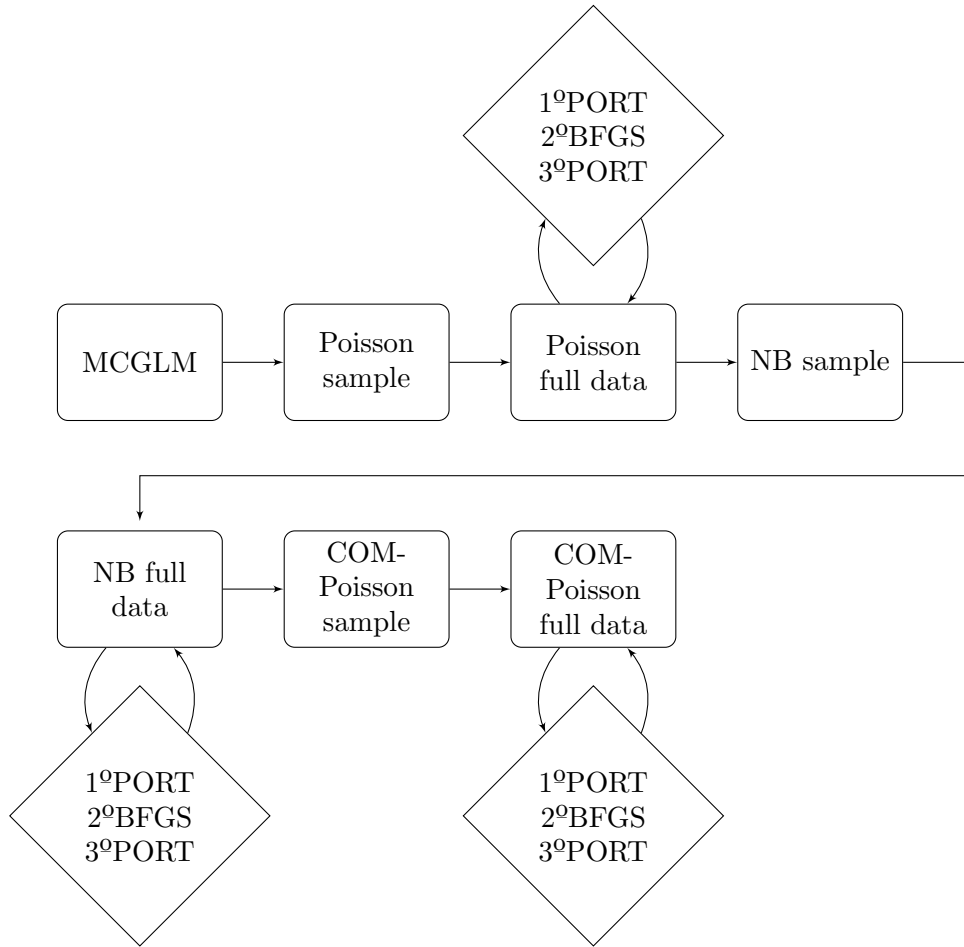 1ºPORT
2ºBFGS
3ºPORT
MCGLM
Poisson
sample
Poisson
full data
NB sample
NB full
data
COM-
Poisson
sample
COM-
Poisson
full data
1ºPORT
2ºBFGS
3ºPORT
1ºPORT
2ºBFGS
3ºPORT